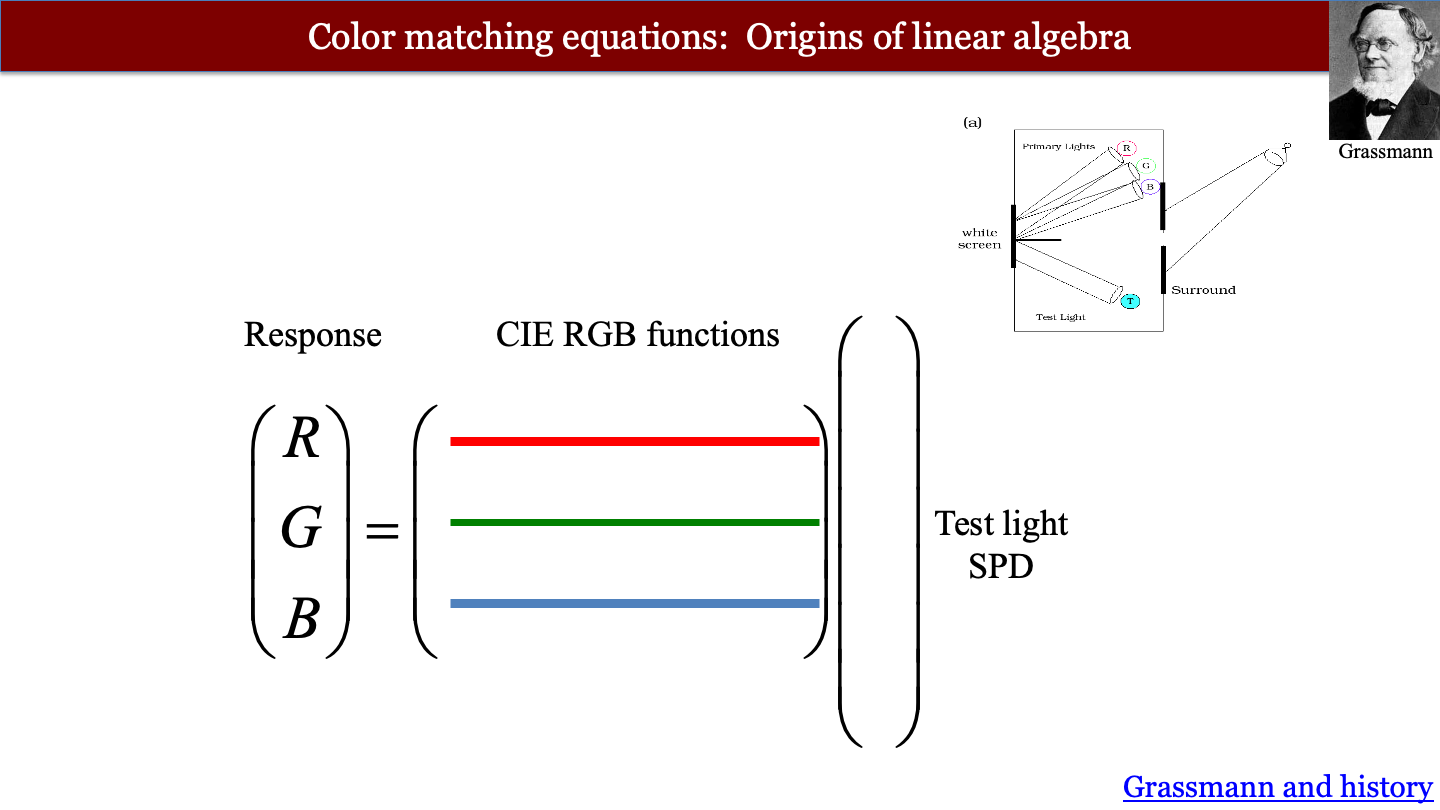 Color matching equations:  Origins of linear algebra
Grassmann
(a)
Primary Lights
R
G
B
white
screen
Surround
T
Test Light
Response
CIE RGB functions
R
G
B
=
Test light
SPD
Grassmann and history